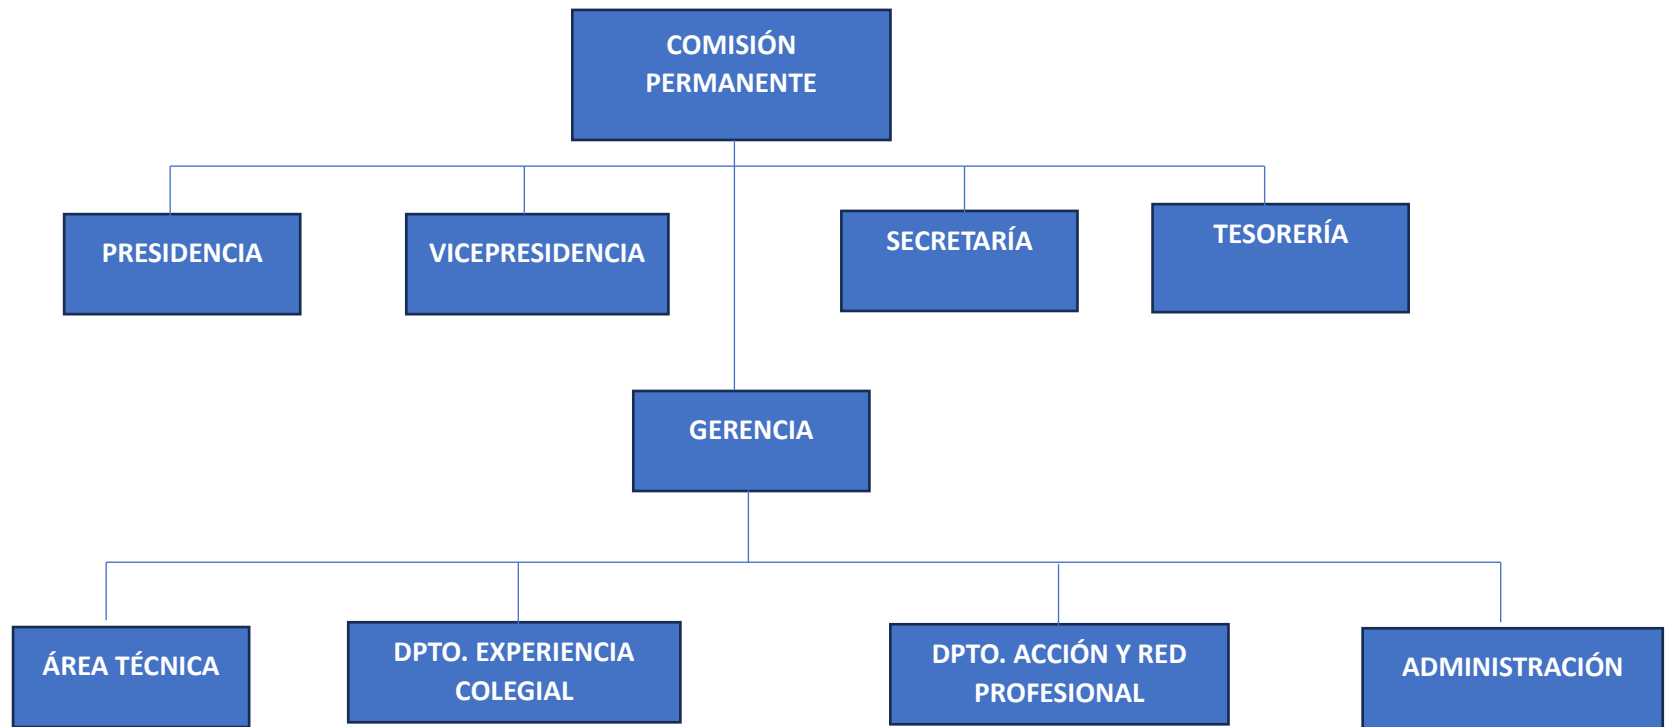 COMISIÓN
PERMANENTE
PRESIDENCIA
VICEPRESIDENCIA
SECRETARÍA
TESORERÍA
GERENCIA
ÁREA TÉCNICA
DPTO. EXPERIENCIA
COLEGIAL
DPTO. ACCIÓN Y RED
PROFESIONAL
ADMINISTRACIÓN